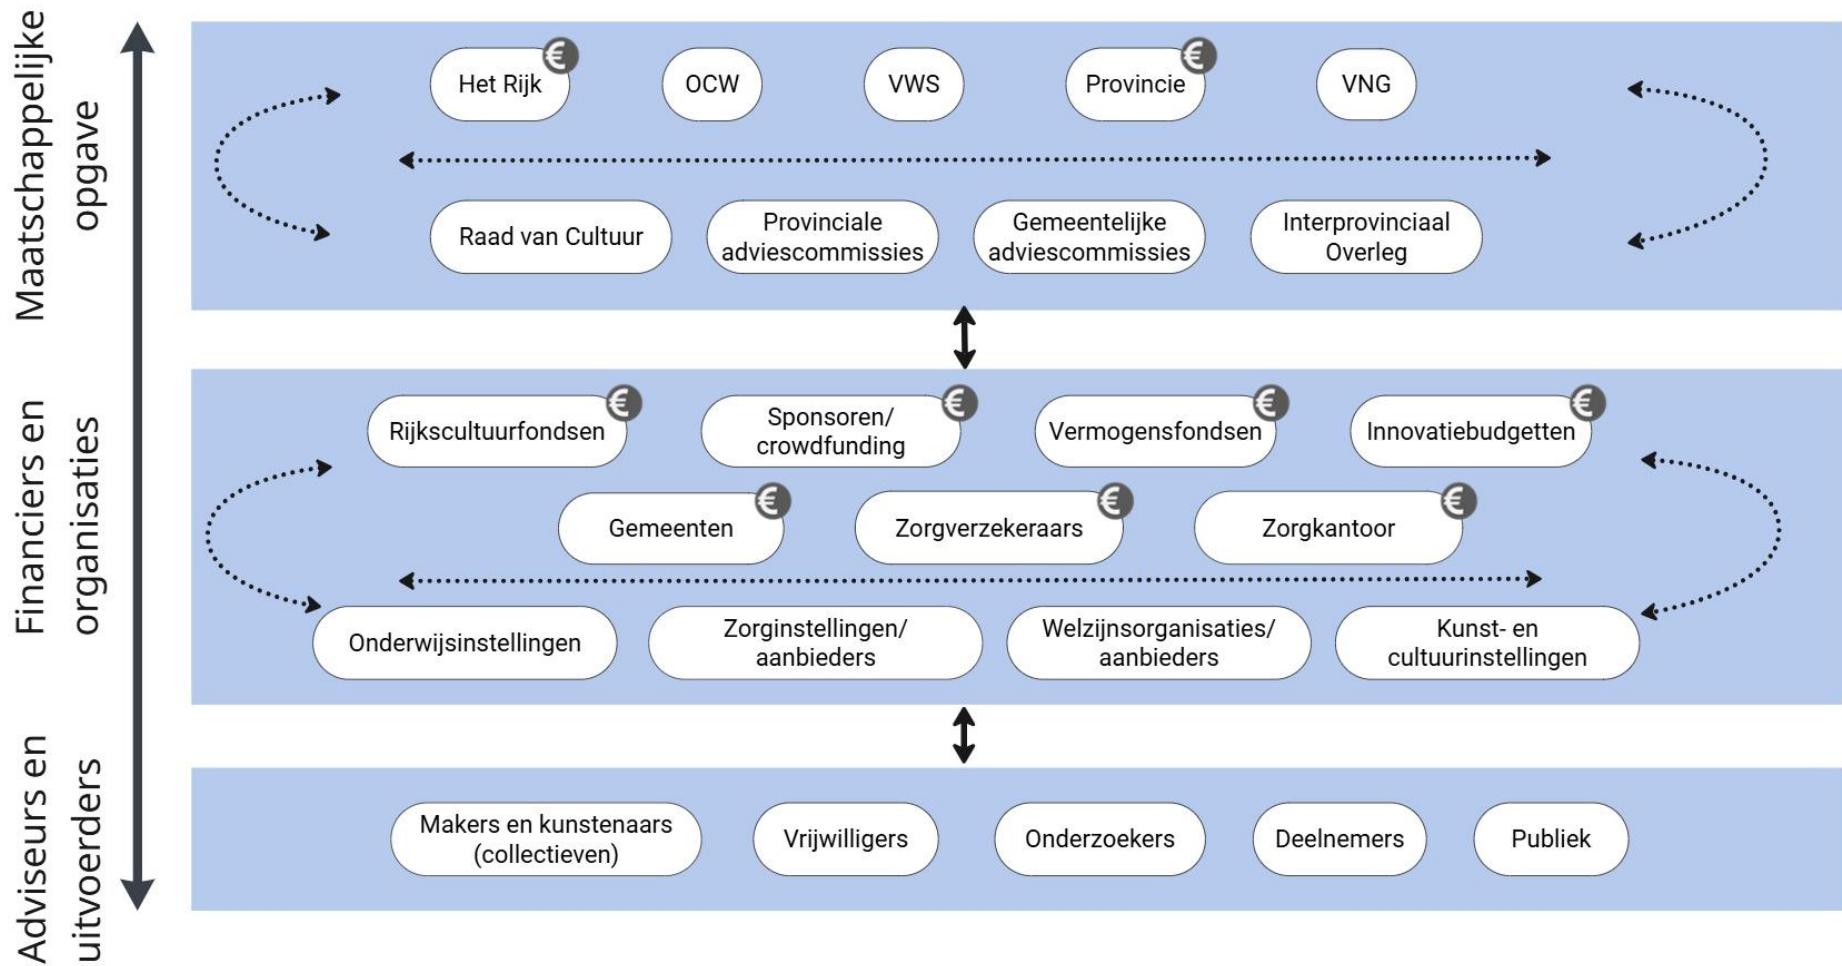 Maatschappelijke
opgave
Het Rijk
€
OCW
VWS
Provincie
€
VNG
Raad van Cultuur
Provinciale
adviescommissies
Gemeentelijke
adviescommissies
Interprovinciaal
Overleg
Financiers en
organisaties
Rijkscultuurfondsen
€
Sponsoren/
crowdfunding
€
Vermogensfondsen
€
Innovatiebudgetten
€
Gemeenten
€
Zorgverzekeraars
€
Zorgkantoor
€
Onderwijsinstellingen
Zorginstellingen/
aanbieders
Welzijnsorganisaties/
aanbieders
Kunst- en
cultuurinstellingen
Adviseurs en
uitvoerders
Makers en kunstenaars
(collectieven)
Vrijwilligers
Onderzoekers
Deelnemers
Publiek